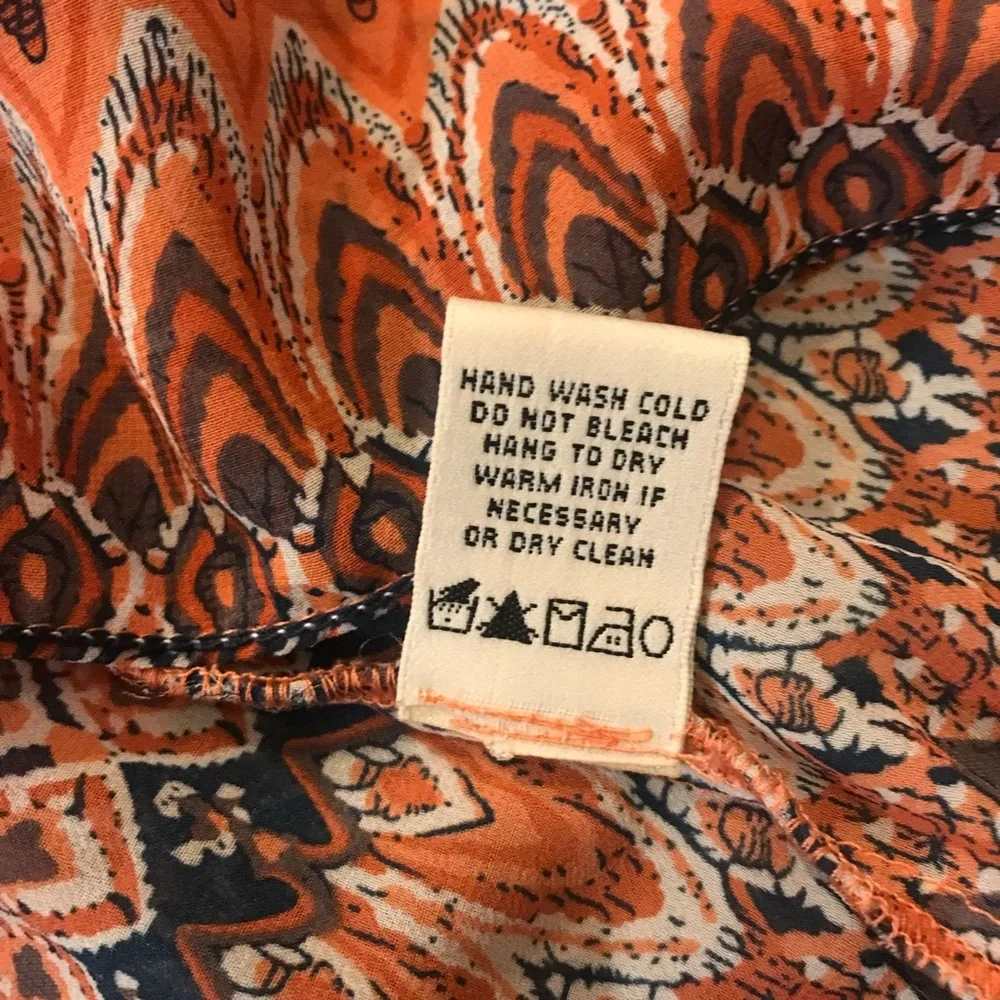 HAND WASH COLD
DO NOT BLEACH
HANG TO DRY
WARM IRON IF
NECESSARY
OR DRY CLEAN